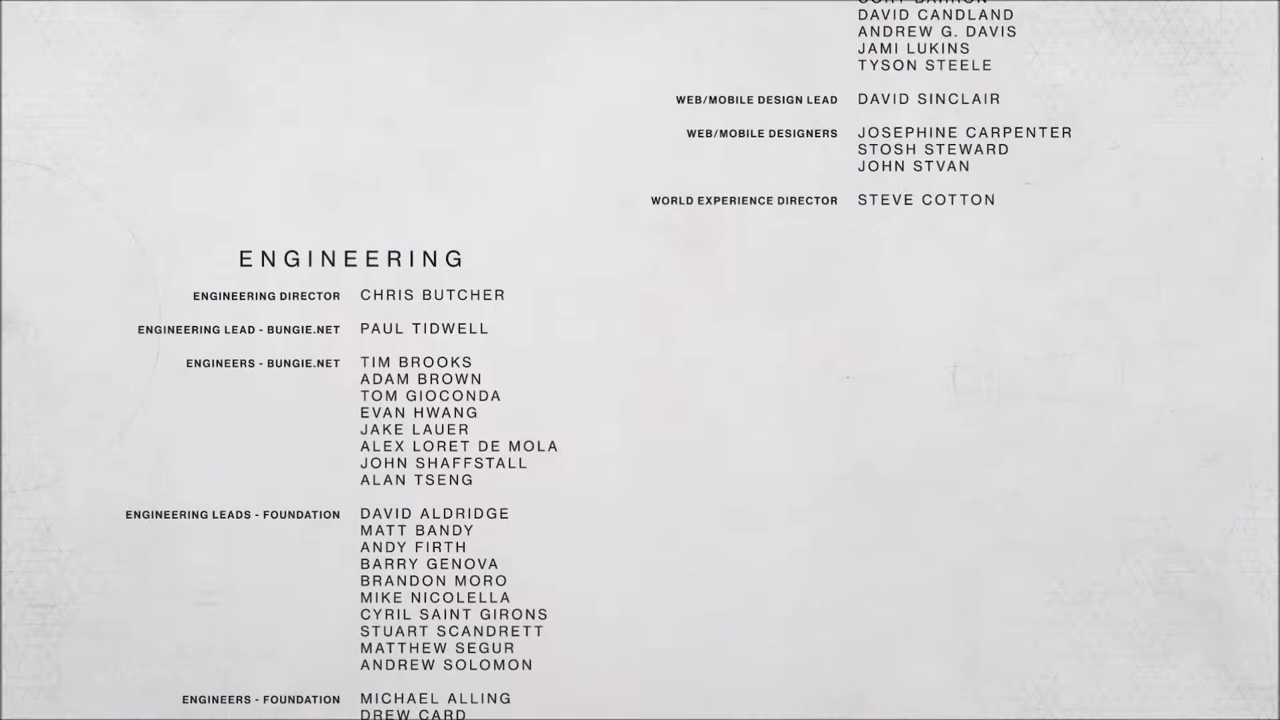 DAVID CANDLAND
ANDREW G. DAVIS
JAMI LUKINS
TYSON STEELE
WEB/MOBILE DESIGN LEAD DAVID SINCLAIR
WEB/MOBILE DESIGNERS JOSEPHINE CARPENTER
STOSH STEWARD
JOHN STVAN
WORLD EXPERIENCE DIRECTOR STEVE COTTON
ENGINEERING
ENGINEERING DIRECTOR CHRIS BUTCHER
ENGINEERING LEAD - BUNGIE.NET PAUL TIDWELL
ENGINEERS - BUNGIE.NET TIM BROOKS
ADAM BROWN
TOM GIOCONDA
EVAN HWANG
JAKE LAUER
ALEX LORET DE MOLA
JOHN SHAFFSTALL
ALAN TSENG
ENGINEERING LEADS - FOUNDATION DAVID ALDRIDGE
MATT BANDY
ANDY FIRTH
BARRY GENOVA
BRANDON MORO
MIKE NICOLELLA
CYRIL SAINT GIRONS
STUART SCANDRETT
MATTHEW SEGUR
ANDREW SOLOMON
ENGINEERS - FOUNDATION MICHAEL ALLING
DREW CARD